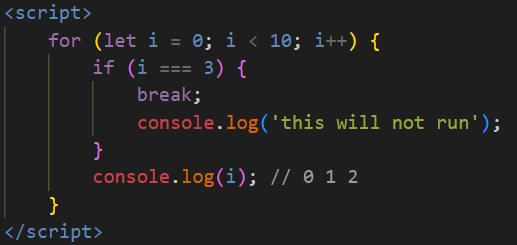 <script>
    for (let i = 0; i < 10; i++) {
        if (i === 3) {
            break;
            console.log('this will not run');
        }
        console.log(i); // 0 1 2
    }
</script>